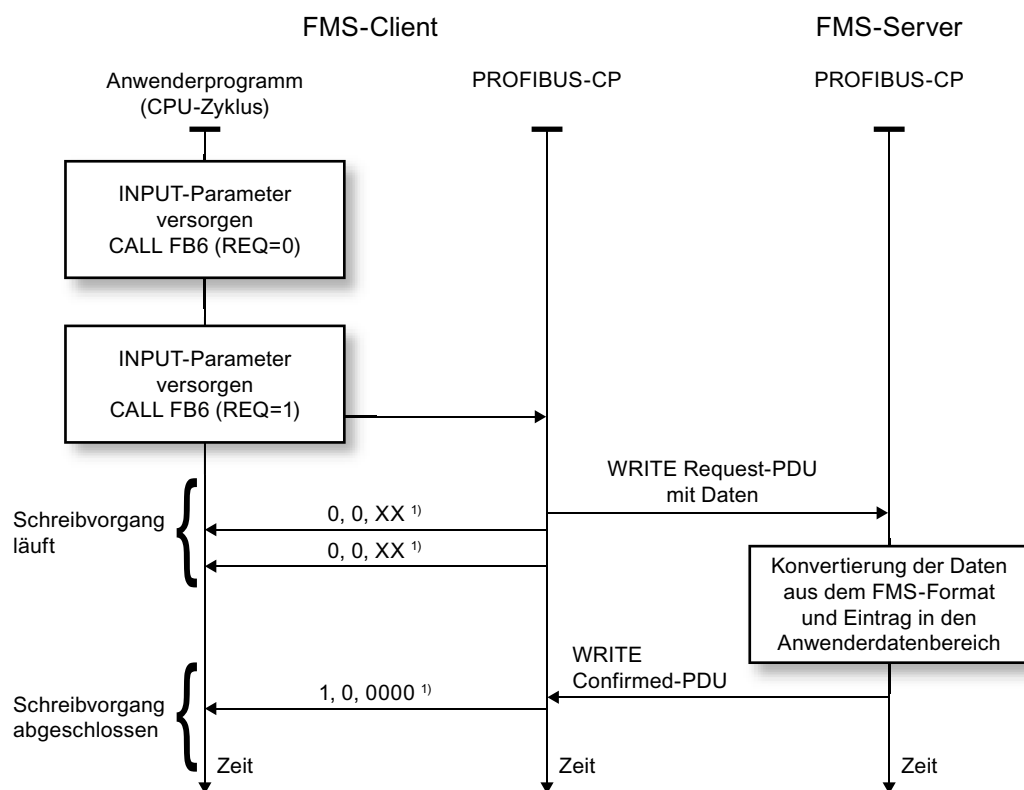 FMS-Client
FMS-Server
Anwenderprogramm
(CPU-Zyklus)
PROFIBUS-CP
PROFIBUS-CP
INPUT-Parameter
versorgen
CALL FB6 (REQ=0)
INPUT-Parameter
versorgen
CALL FB6 (REQ=1)
WRITE Request-PDU
mit Daten
Schreibvorgang
läuft
0, 0, XX 1)
0, 0, XX 1)
Konvertierung der Daten
aus dem FMS-Format
und Eintrag in den
Anwenderdatenbereich
WRITE
Confirmed-PDU
Schreibvorgang
abgeschlossen
1, 0, 0000 1)
Zeit
Zeit
Zeit